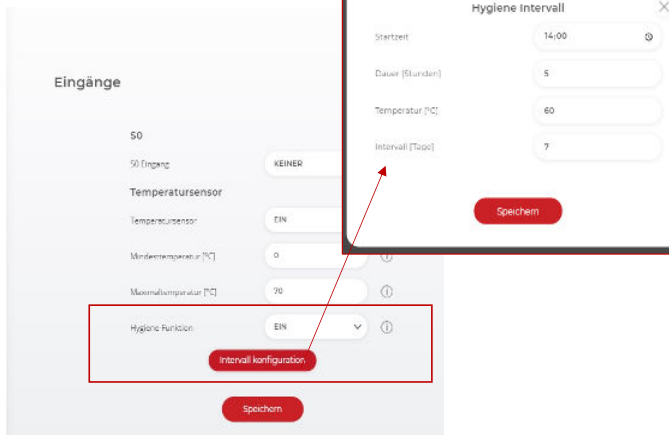 Hygiene Intervall
Startzeit 14:00
Dauer [Stunden] 5
Temperatur [°C] 60
Intervall [Tage] 7
Speichern
Eingänge
S0
S0 Eingang KEINER
Temperatursensor
Temperatursensor EIN
Mindesttemperatur [°C] 0
Maximaltemperatur [°C] 70
Hygiene Funktion EIN
Intervall konfiguration
Speichern